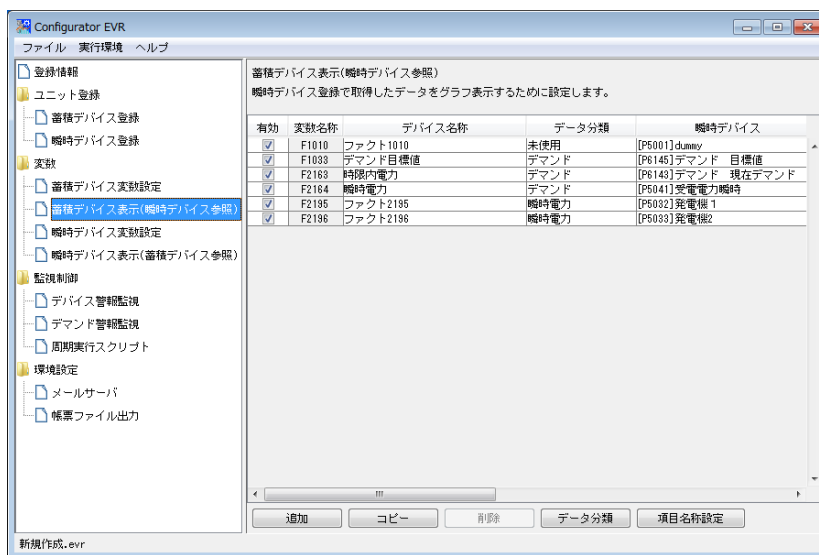 Configurator EVR
ファイル 実行環境 ヘルプ
登録情報
ユニット登録
蓄積デバイス登録
瞬時デバイス登録
変数
蓄積デバイス変数設定
蓄積デバイス表示(瞬時デバイス参照)
瞬時デバイス変数設定
瞬時デバイス表示(蓄積デバイス参照)
監視制御
デバイス警報監視
デマンド警報監視
周期実行スクリプト
環境設定
メールサーバ
帳票ファイル出力
蓄積デバイス表示(瞬時デバイス参照)
瞬時デバイス登録で取得したデータをグラフ表示するために設定します。
有効 変数名称 デバイス名称 データ分類 瞬時デバイス
F1010 ファクト1010 未使用 [P5001]dummy
F1033 デマンド目標値 デマンド [P6145]デマンド 目標値
F2163 時限内電力 デマンド [P6143]デマンド 現在デマンド
F2164 瞬時電力 デマンド [P5041]受電電力瞬時
F2195 ファクト2195 瞬時電力 [P5032]発電機1
F2196 ファクト2196 瞬時電力 [P5033]発電機2
追加 コピー 削除 データ分類 項目名称設定
新規作成.evr